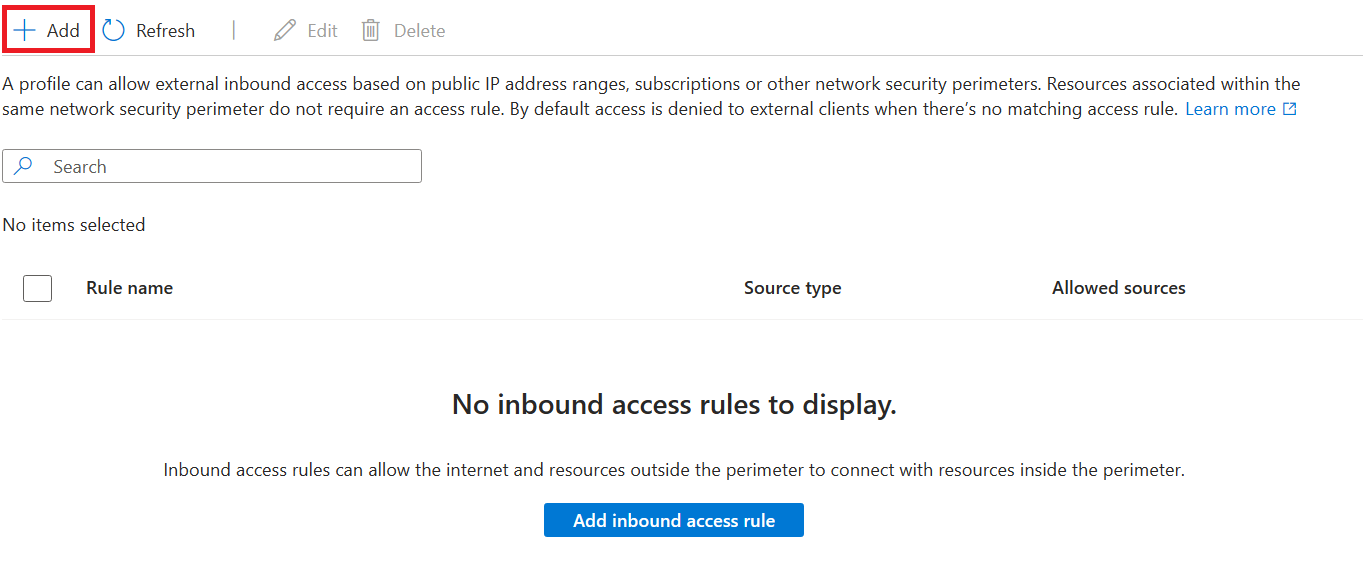 Add Refresh | Edit Delete
A profile can allow external inbound access based on public IP address ranges, subscriptions or other network security perimeters. Resources associated within the
same network security perimeter do not require an access rule. By default access is denied to external clients when there’s no matching access rule. Learn more
Search
No items selected
Rule name Source type Allowed sources
No inbound access rules to display.
Inbound access rules can allow the internet and resources outside the perimeter to connect with resources inside the perimeter.
Add inbound access rule